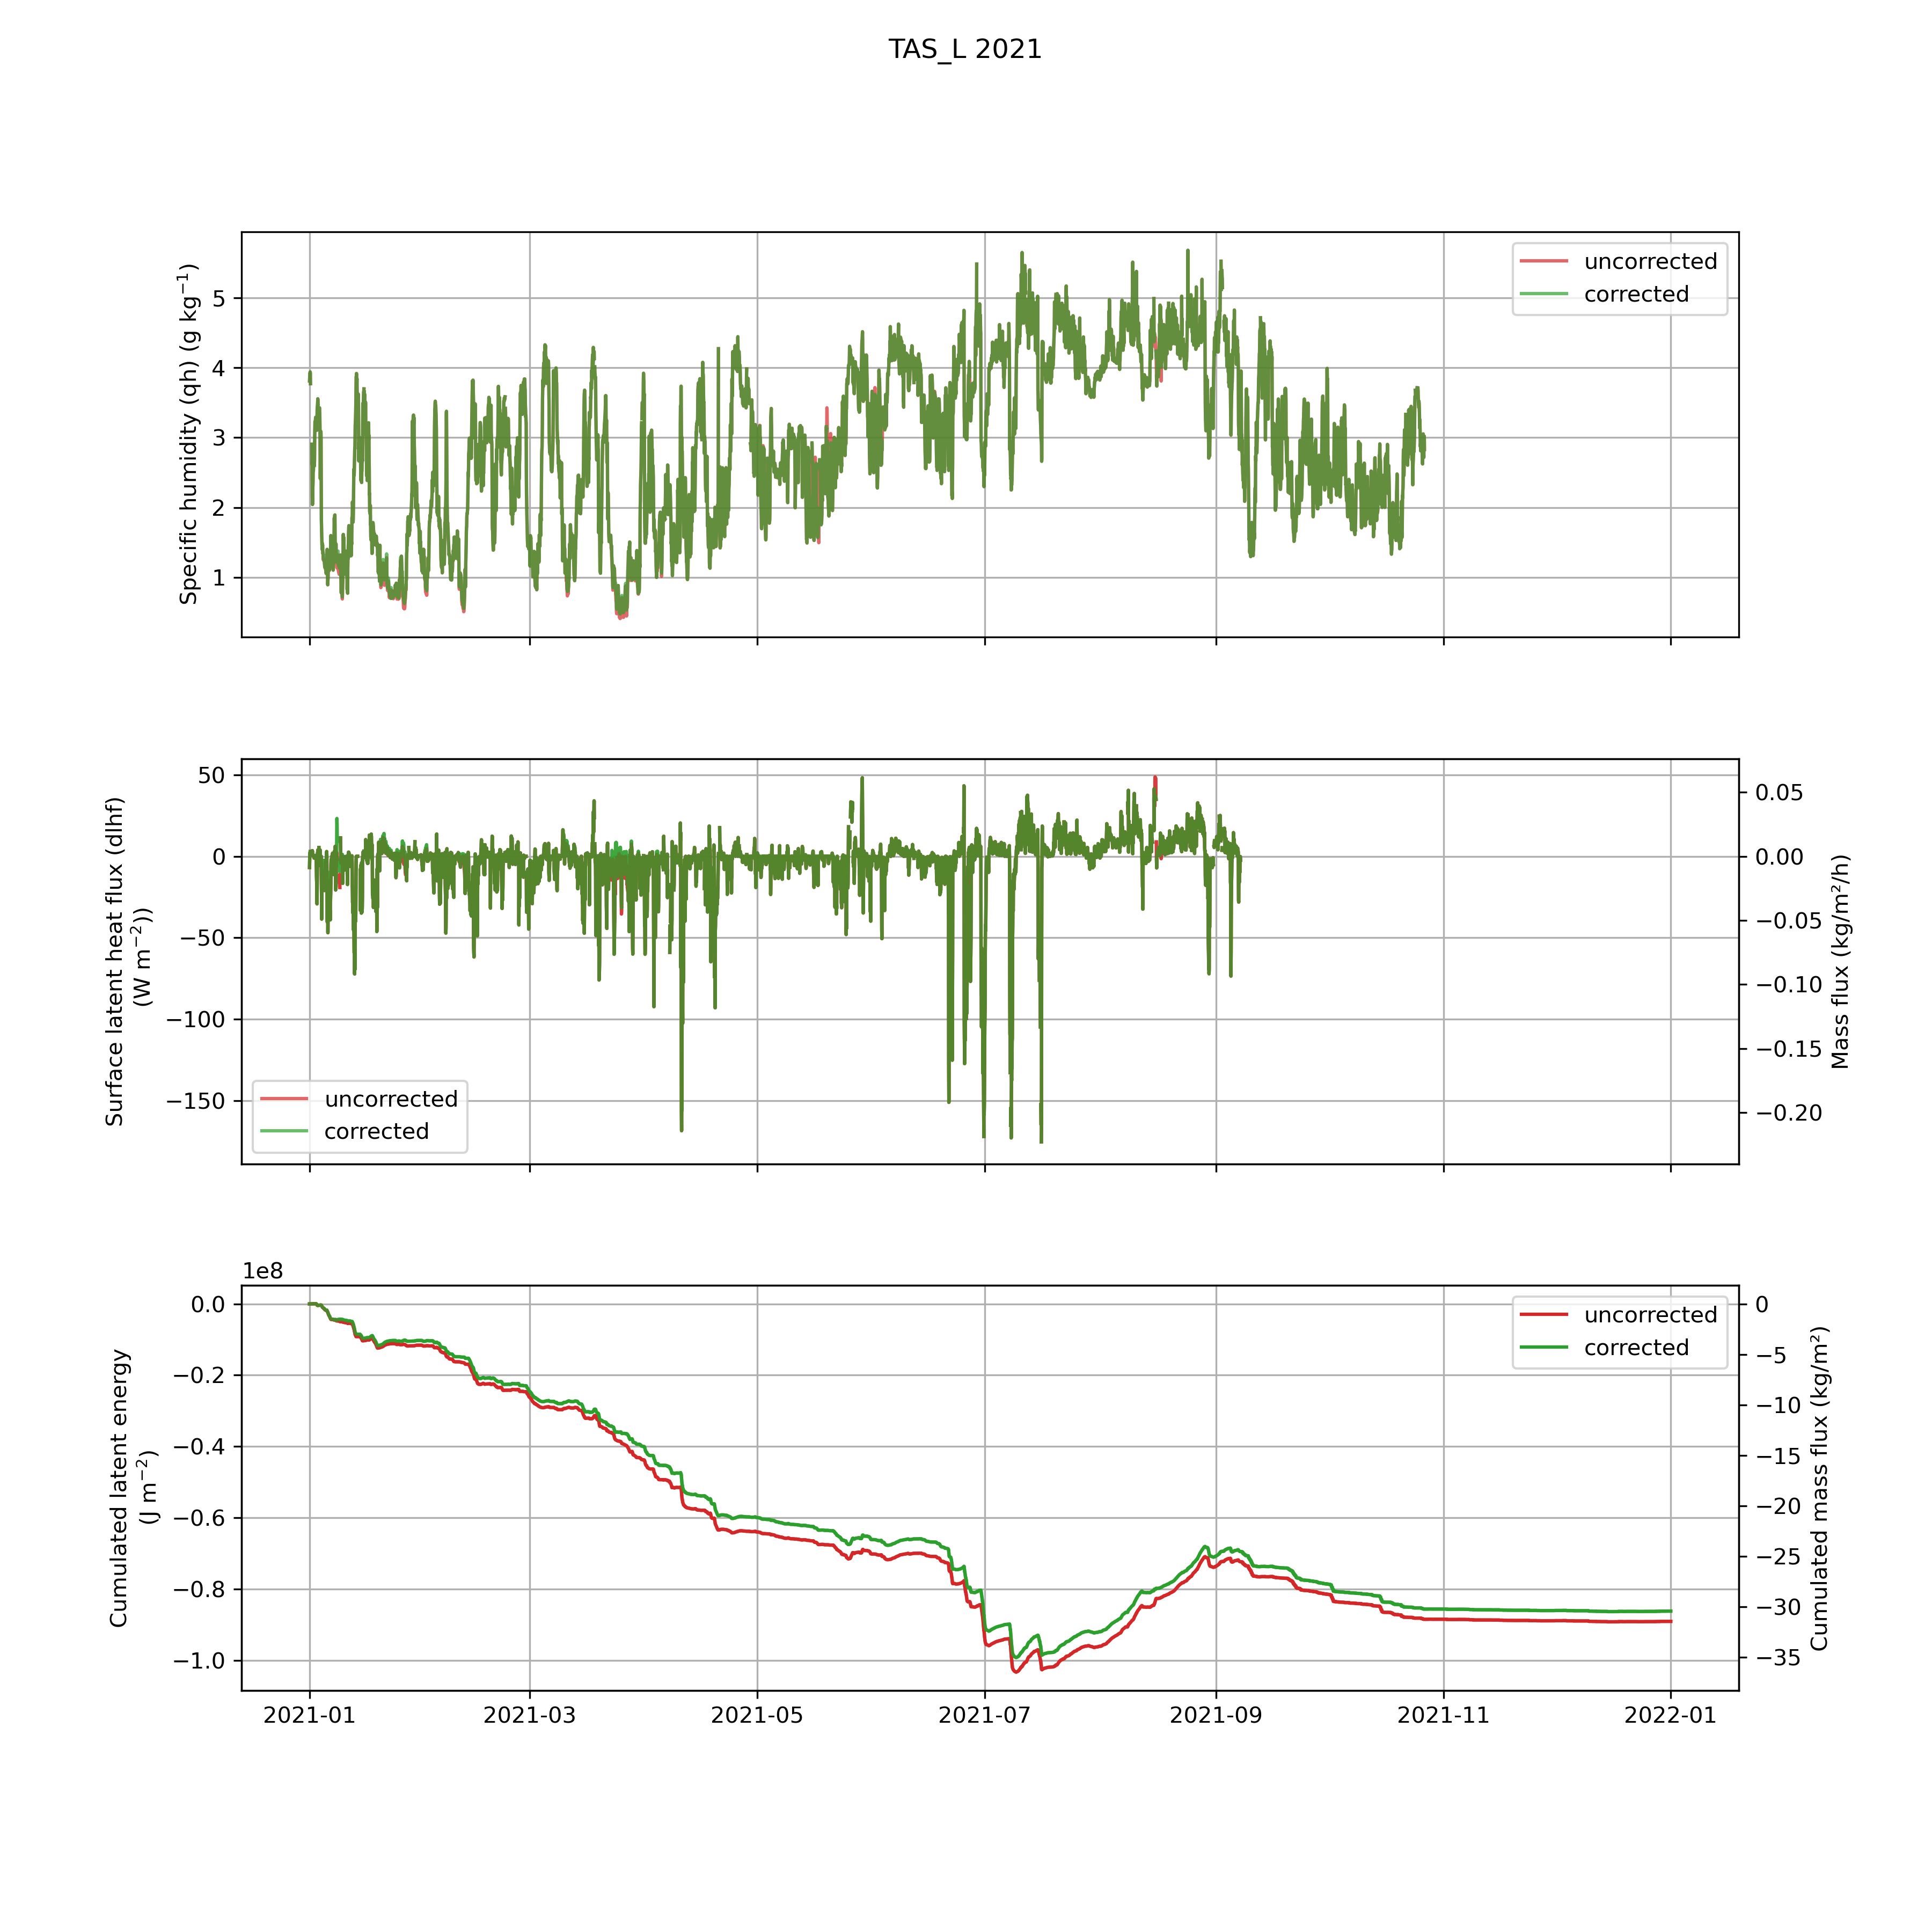 TAS_L 2021
Specific humidity (qh) (g kg⁻¹)
5
4
3
2
1
uncorrected
corrected
Surface latent heat flux (dlhf)
(W m⁻²))
50
0
−50
−100
−150
uncorrected
corrected
0.05
0.00
−0.05
−0.10
−0.15
−0.20
Mass flux (kg/m²/h)
1e8
Cumulated latent energy
(J m⁻²)
0.0
−0.2
−0.4
−0.6
−0.8
−1.0
uncorrected
corrected
0
−5
−10
−15
−20
−25
−30
−35
Cumulated mass flux (kg/m²)
2021-01 2021-03 2021-05 2021-07 2021-09 2021-11 2022-01